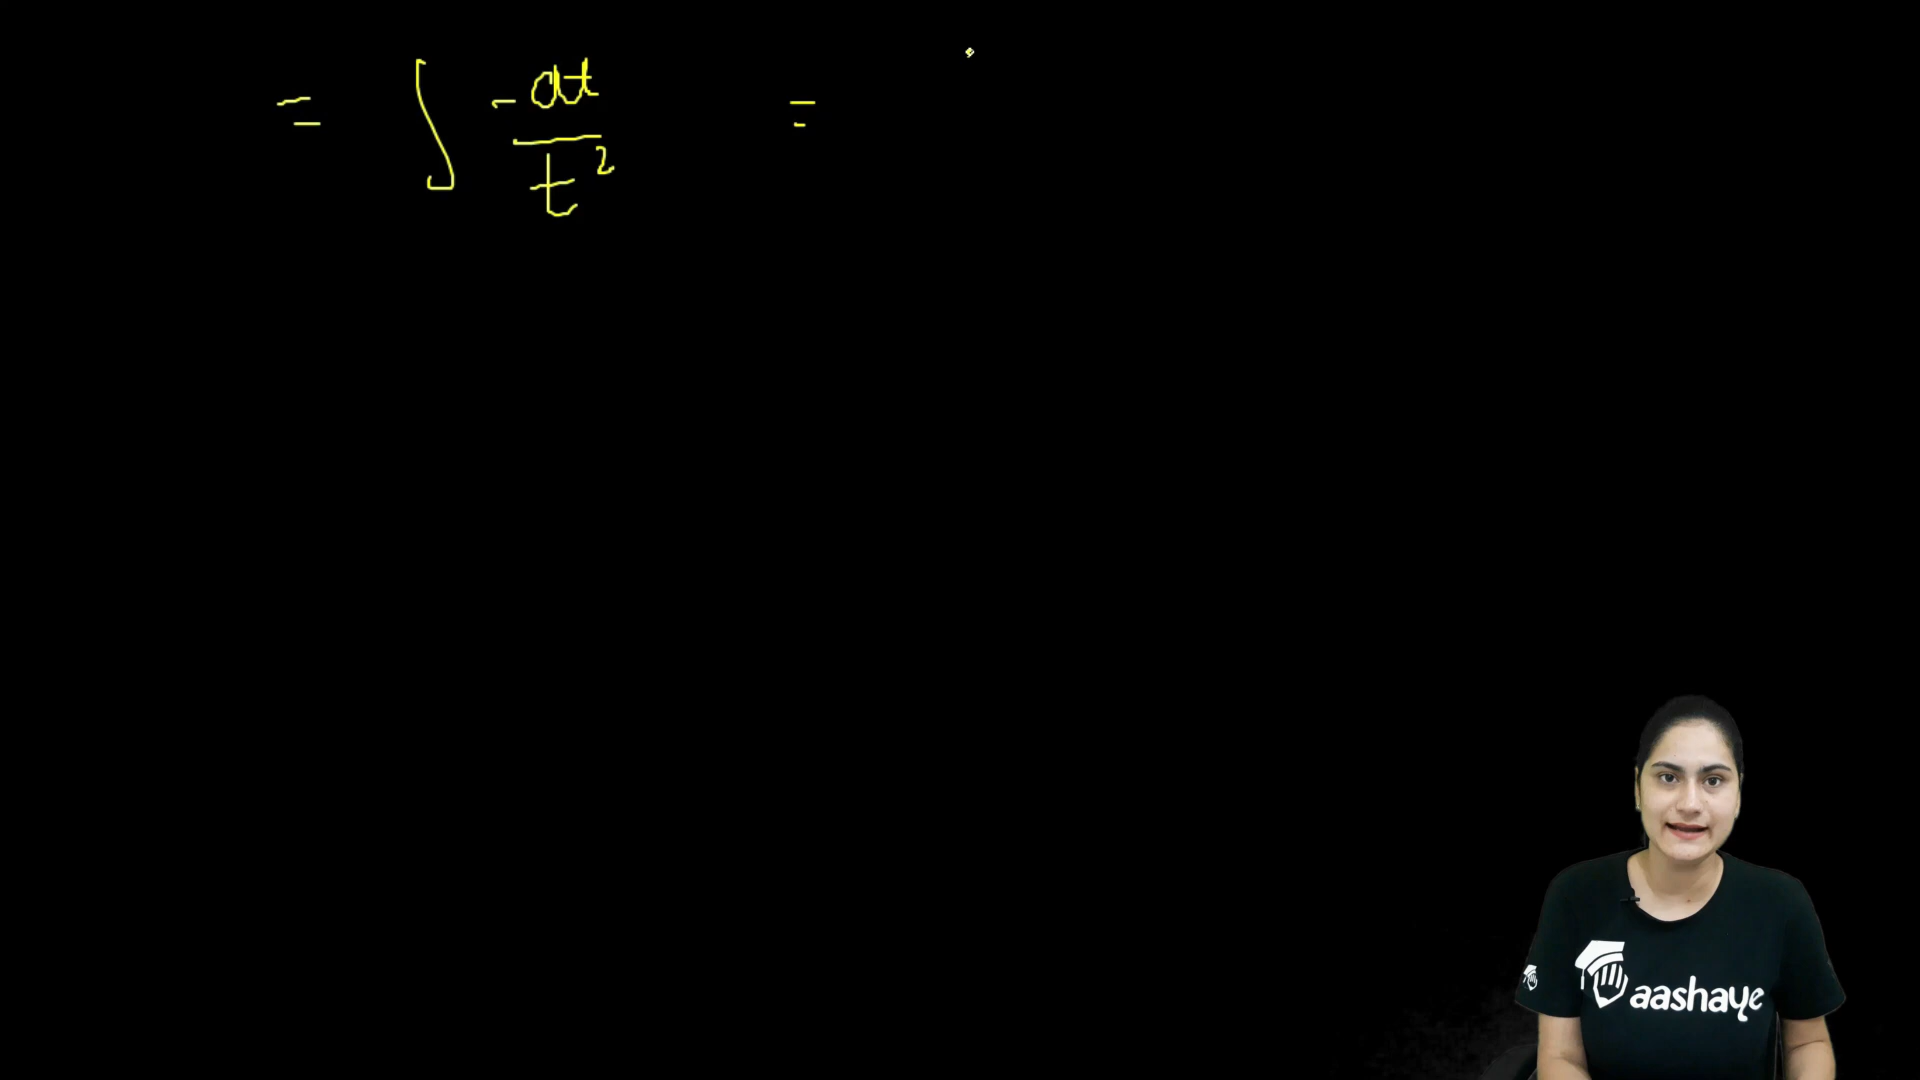 = ∫ -dt/t² =
aashaye